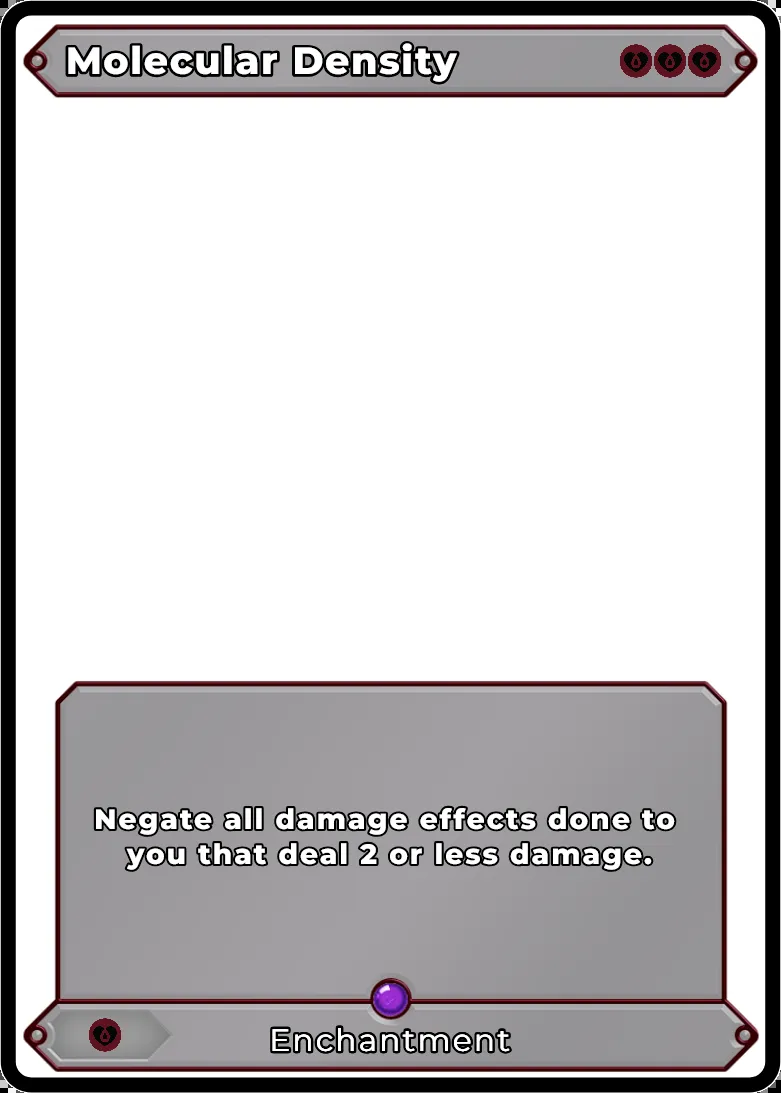 Molecular Density
Negate all damage effects done to
you that deal 2 or less damage.
Enchantment